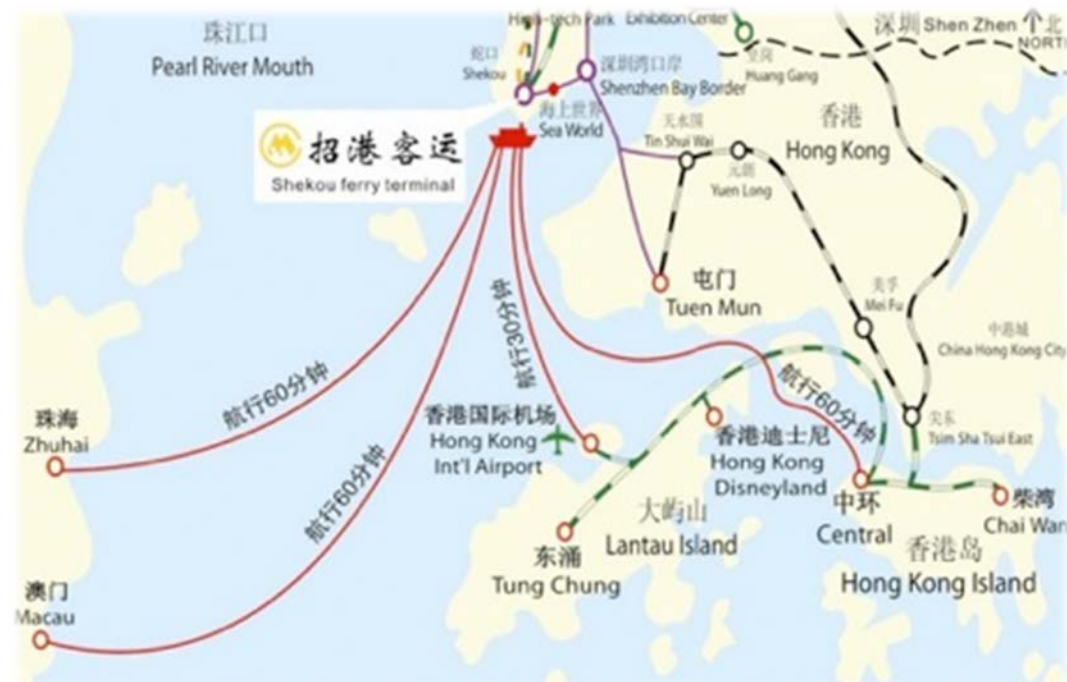 珠江口
Pearl River Mouth
High-tech Park
Exhibition Center
深圳 Shen Zhen
北
NORTH
蛇口
Shekou
深圳湾口岸
Shenzhen Bay Border
皇岗
Huang Gang
海上世界
Sea World
招港客运
Shekou ferry terminal
天水围
Tin Shui Wai
元朗
Yuen Long
香港
Hong Kong
屯门
Tuen Mun
美孚
Mei Fu
中港城
China Hong Kong City
航行30分钟
航行60分钟
航行60分钟
航行60分钟
珠海
Zhuhai
香港国际机场
Hong Kong
Int'l Airport
香港迪士尼
Hong Kong
Disneyland
尖东
Tsim Sha Tsui East
大屿山
Lantau Island
中环
Central
柴湾
Chai Wan
东涌
Tung Chung
香港岛
Hong Kong Island
澳门
Macau